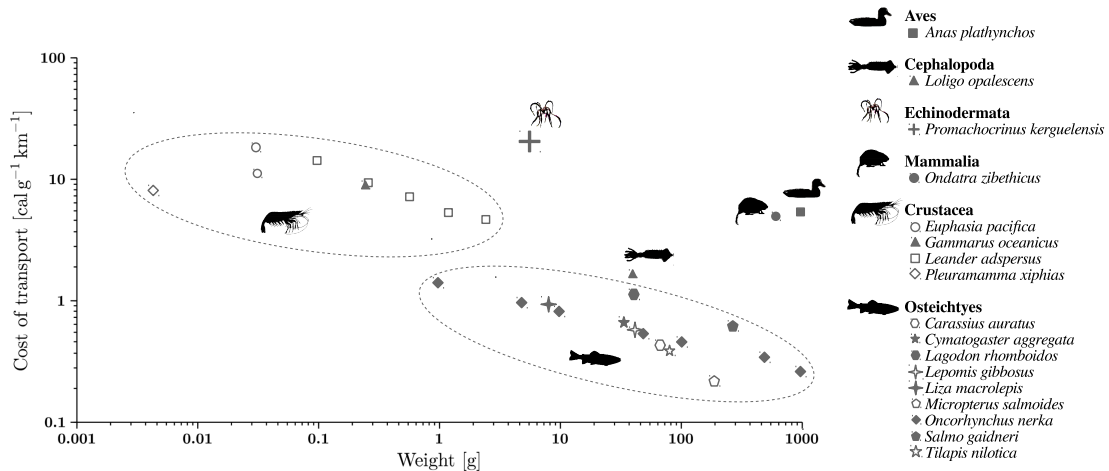 Cost of transport [cal g⁻¹ km⁻¹]
100
10
1
0.1
0.001
0.01
0.1
1
10
100
1000
Weight [g]
Aves
Anas plathynchos
Cephalopoda
Loligo opalescens
Echinodermata
Promachocrinus kerguelensis
Mammalia
Ondatra zibethicus
Crustacea
Euphasia pacifica
Gammarus oceanicus
Leander adspersus
Pleuramamma xiphias
Osteichtyes
Carassius auratus
Cymatogaster aggregata
Lagodon rhomboidos
Lepomis gibbosus
Liza macrolepis
Micropterus salmoides
Oncorhynchus nerka
Salmo gaidneri
Tilapis nilotica